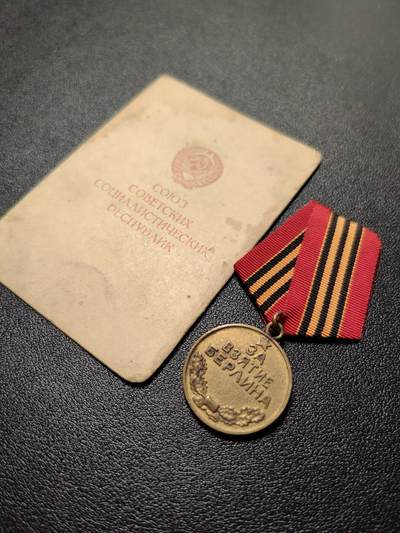 СОЮЗ
СОВЕТСКИХ
СОЦИАЛИСТИЧЕСКИХ
РЕСПУБЛИК
ЗА
ВЗЯТИЕ
БЕРЛИНА